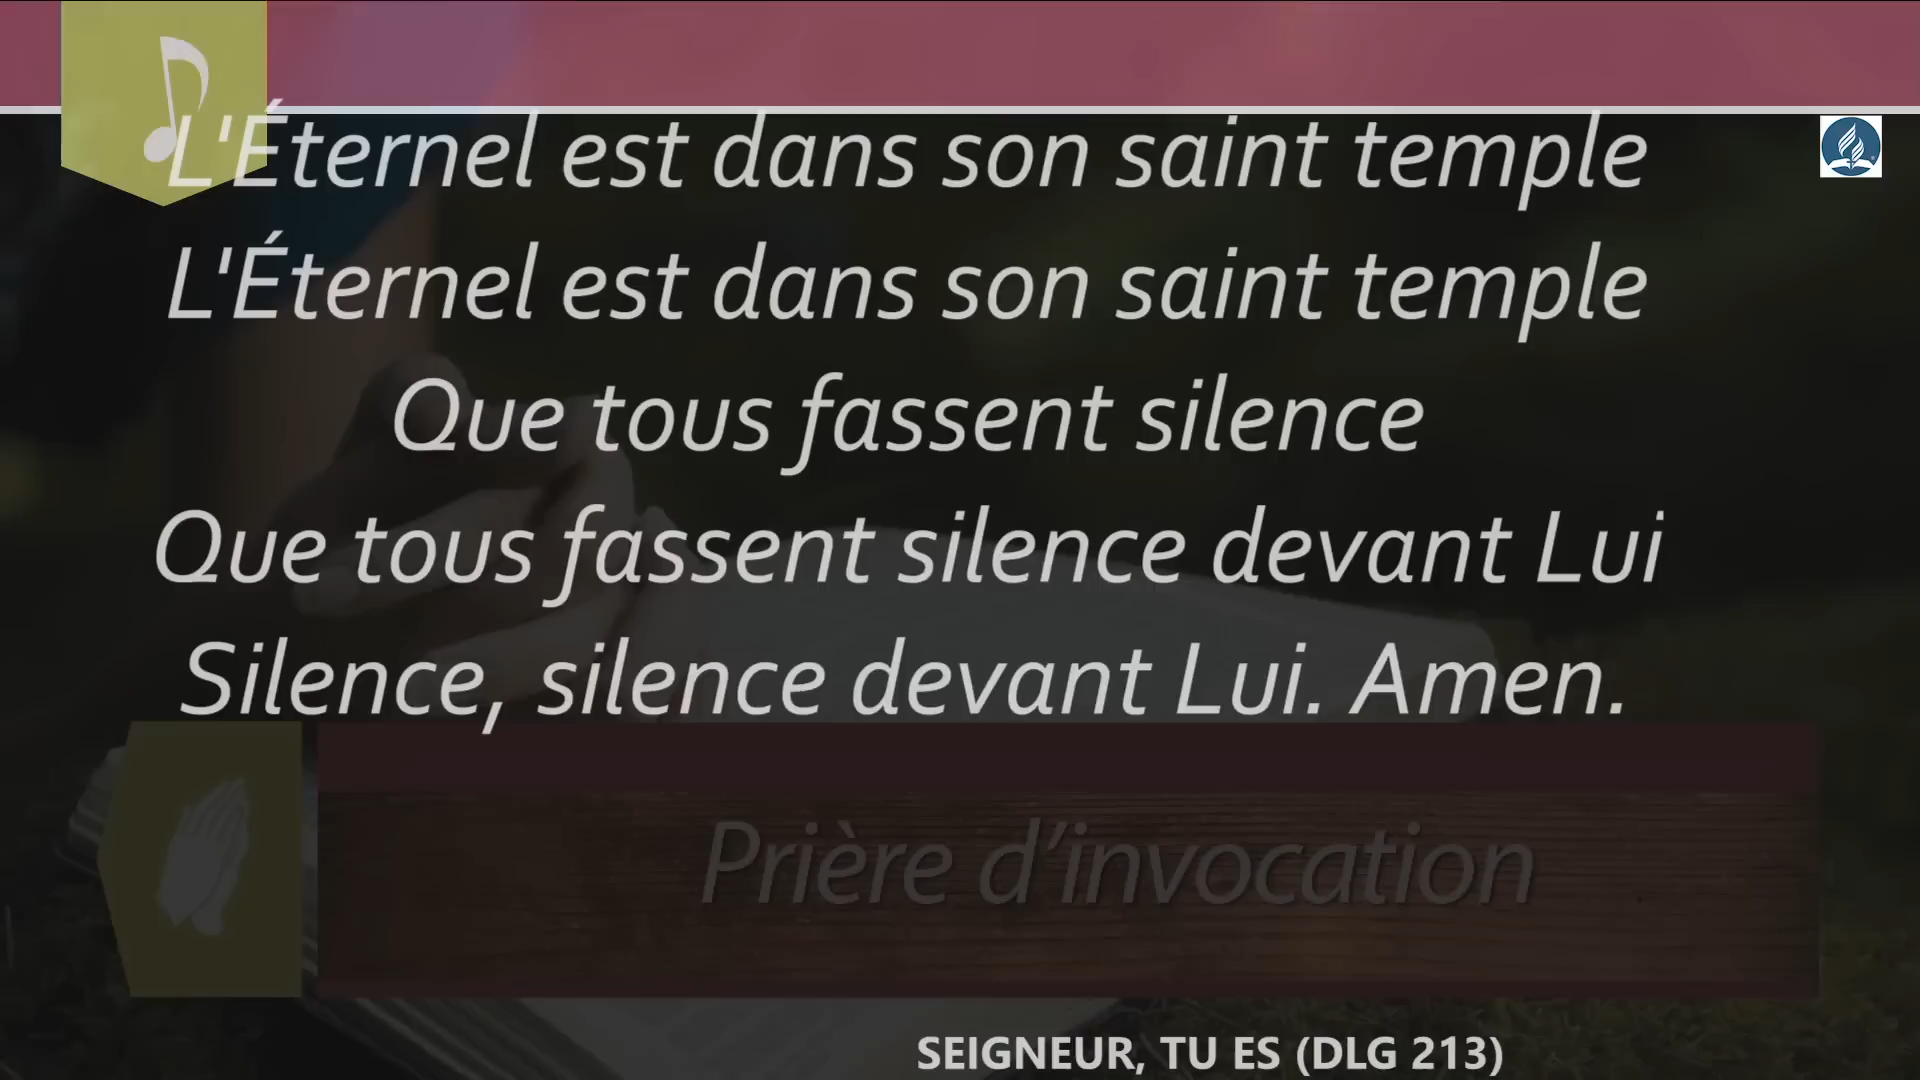 L'Éternel est dans son saint temple
L'Éternel est dans son saint temple
Que tous fassent silence
Que tous fassent silence devant Lui
Silence, silence devant Lui. Amen.
Prière d’invocation
SEIGNEUR, TU ES (DLG 213)